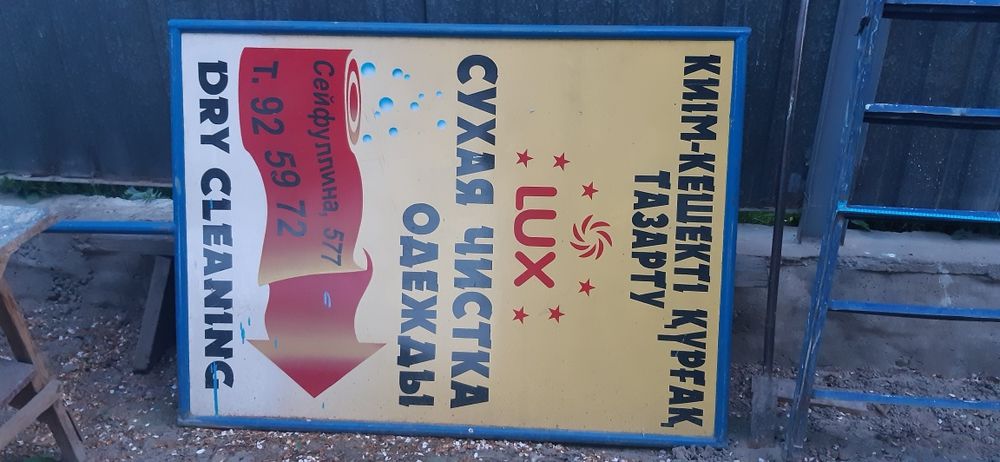 КИІМ-КЕШЕКТІ ҚҰРҒАҚ
ТАЗАРТУ
LUX
СУХАЯ ЧИСТКА
ОДЕЖДЫ
Сейфуллина, 577
т. 92 59 72
DRY CLEANING